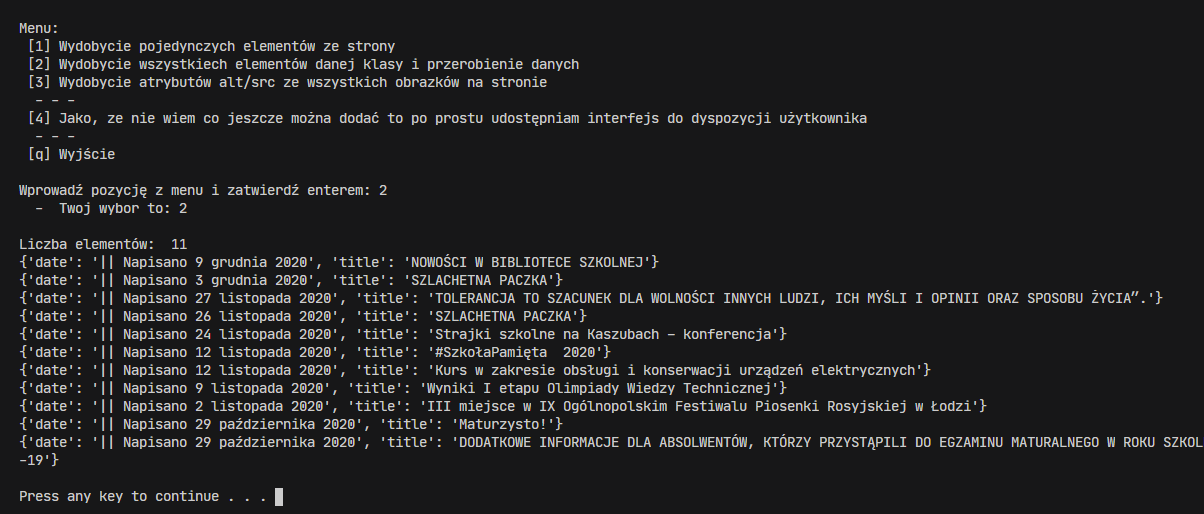 Menu:
[1] Wydobycie pojedynczych elementów ze strony
[2] Wydobycie wszystkiech elementów danej klasy i przerobienie danych
[3] Wydobycie atrybutów alt/src ze wszystkich obrazków na stronie
- - -
[4] Jako, ze nie wiem co jeszcze można dodać to po prostu udostępniam interfejs do dyspozycji użytkownika
- - -
[q] Wyjście
Wprowadź pozycję z menu i zatwierdź enterem: 2
-  Twoj wybor to: 2
Liczba elementów:  11
{'date': '|| Napisano 9 grudnia 2020', 'title': 'NOWOŚCI W BIBLIOTECE SZKOLNEJ'}
{'date': '|| Napisano 3 grudnia 2020', 'title': 'SZLACHETNA PACZKA'}
{'date': '|| Napisano 27 listopada 2020', 'title': 'TOLERANCJA TO SZACUNEK DLA WOLNOŚCI INNYCH LUDZI, ICH MYŚLI I OPINII ORAZ SPOSOBU ŻYCIA”.'}
{'date': '|| Napisano 26 listopada 2020', 'title': 'SZLACHETNA PACZKA'}
{'date': '|| Napisano 24 listopada 2020', 'title': 'Strajki szkolne na Kaszubach – konferencja'}
{'date': '|| Napisano 12 listopada 2020', 'title': '#SzkołaPamięta  2020'}
{'date': '|| Napisano 12 listopada 2020', 'title': 'Kurs w zakresie obsługi i konserwacji urządzeń elektrycznych'}
{'date': '|| Napisano 9 listopada 2020', 'title': 'Wyniki I etapu Olimpiady Wiedzy Technicznej'}
{'date': '|| Napisano 2 listopada 2020', 'title': 'III miejsce w IX Ogólnopolskim Festiwalu Piosenki Rosyjskiej w Łodzi'}
{'date': '|| Napisano 29 października 2020', 'title': 'Maturzysto!'}
{'date': '|| Napisano 29 października 2020', 'title': 'DODATKOWE INFORMACJE DLA ABSOLWENTÓW, KTÓRZY PRZYSTĄPILI DO EGZAMINU MATURALNEGO W ROKU SZKOL
-19'}
Press any key to continue . . .